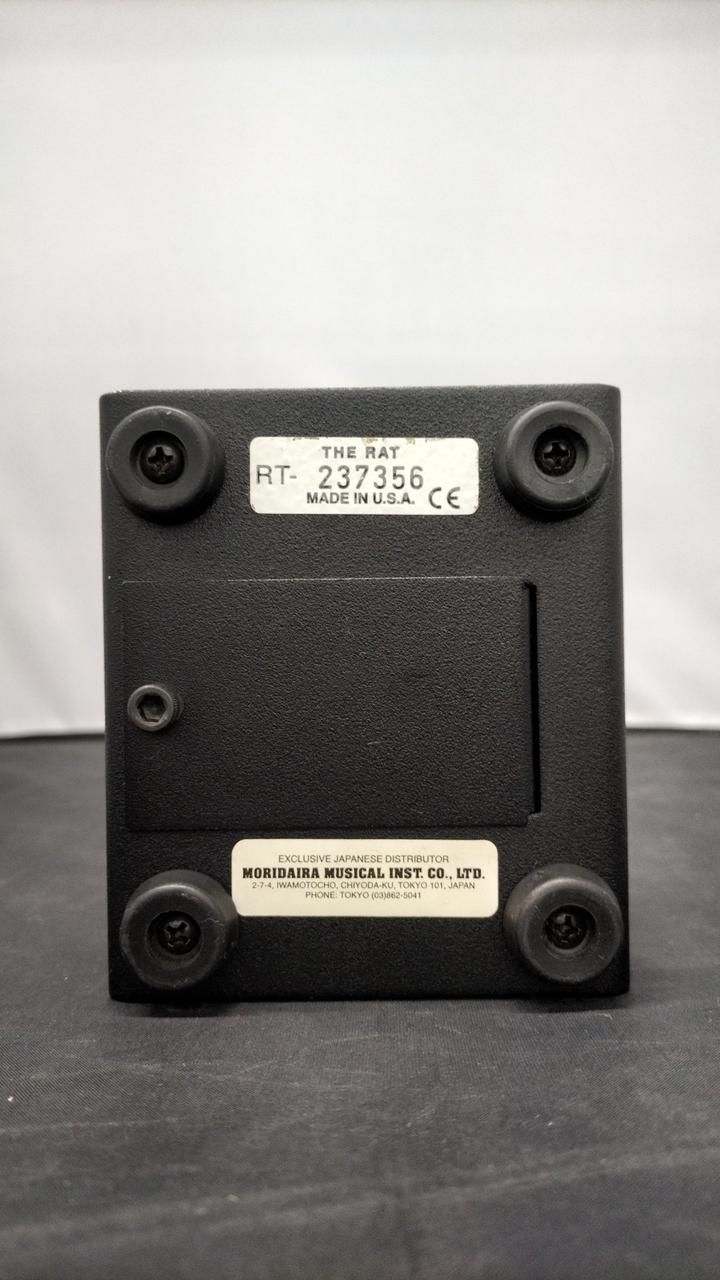 THE RAT
RT- 237356
MADE IN U.S.A. CE
EXCLUSIVE JAPANESE DISTRIBUTOR
MORIDAIRA MUSICAL INST. CO., LTD.
2-7-4, IWAMOTOCHO, CHIYODA-KU, TOKYO 101, JAPAN
PHONE: TOKYO (03)862-5041